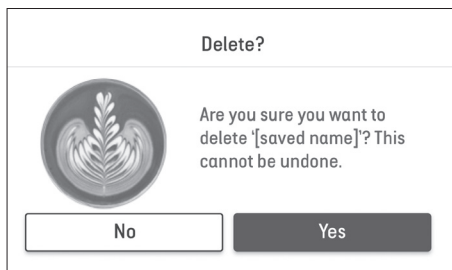 Delete?
Are you sure you want to
delete ‘[saved name]’? This
cannot be undone.
No
Yes